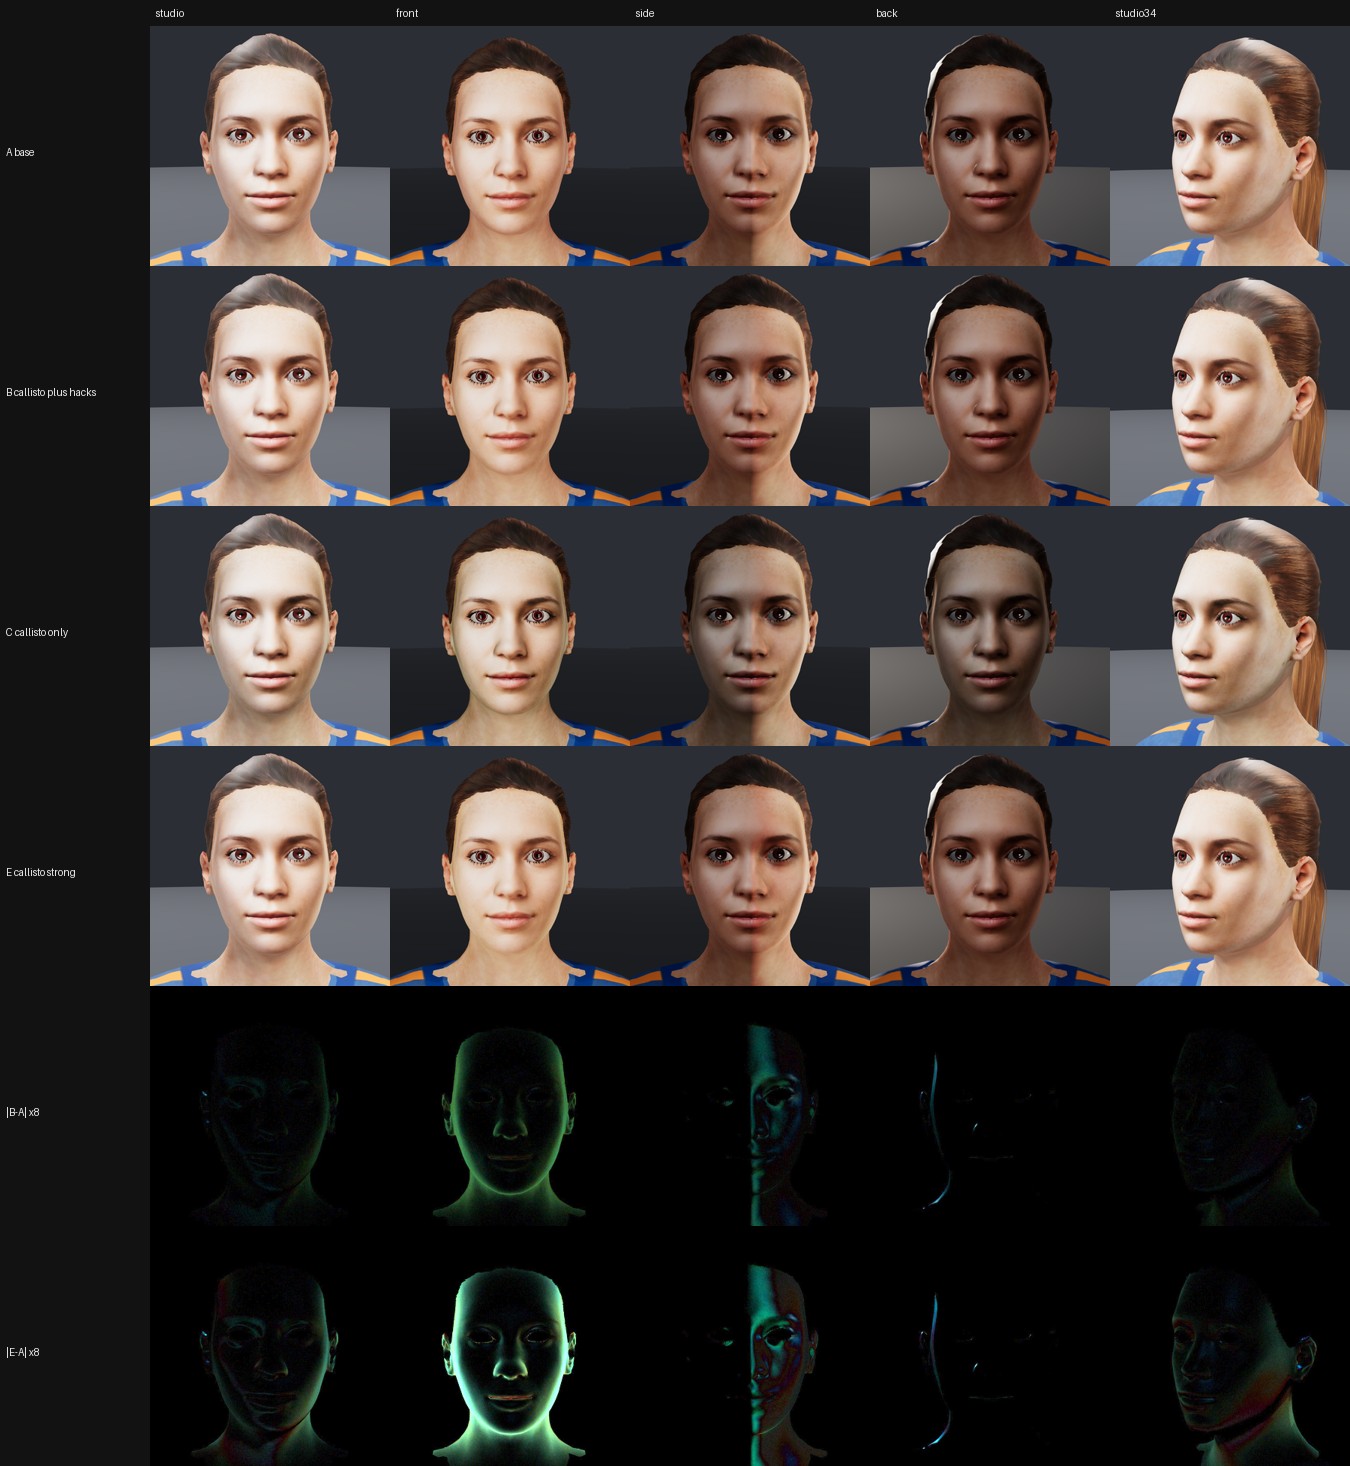 studio front side back studio34
A base
B callisto plus hacks
C callisto only
E callisto strong
|B-A| x8
|E-A| x8